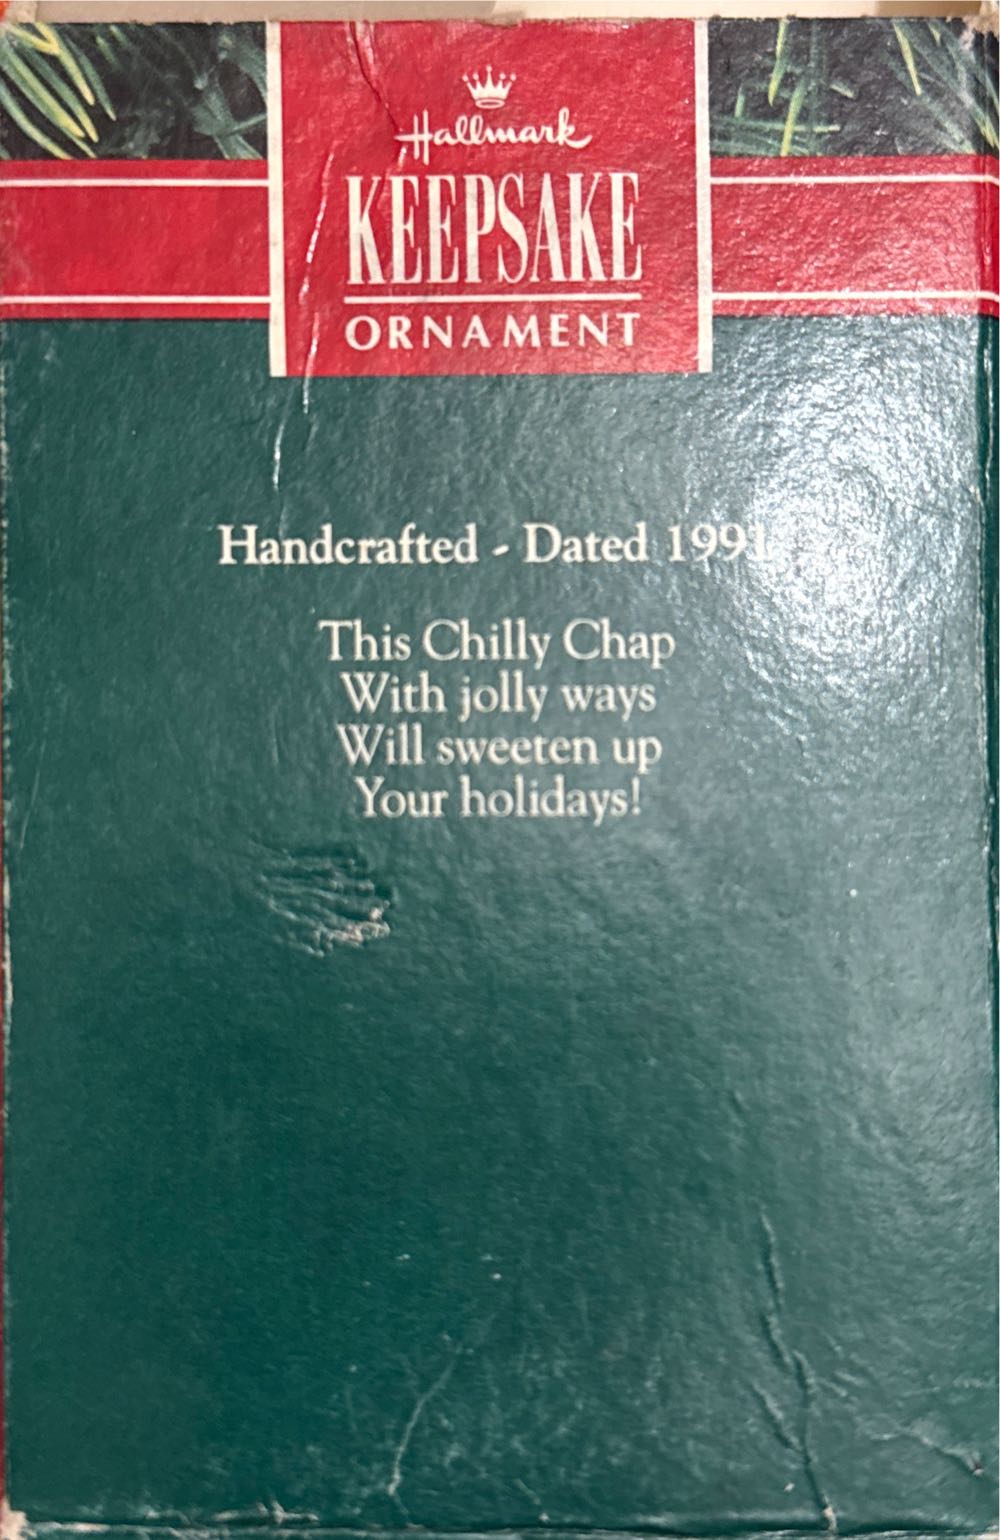 Hallmark
KEEPSAKE
ORNAMENT
Handcrafted - Dated 1991
This Chilly Chap
With jolly ways
Will sweeten up
Your holidays!